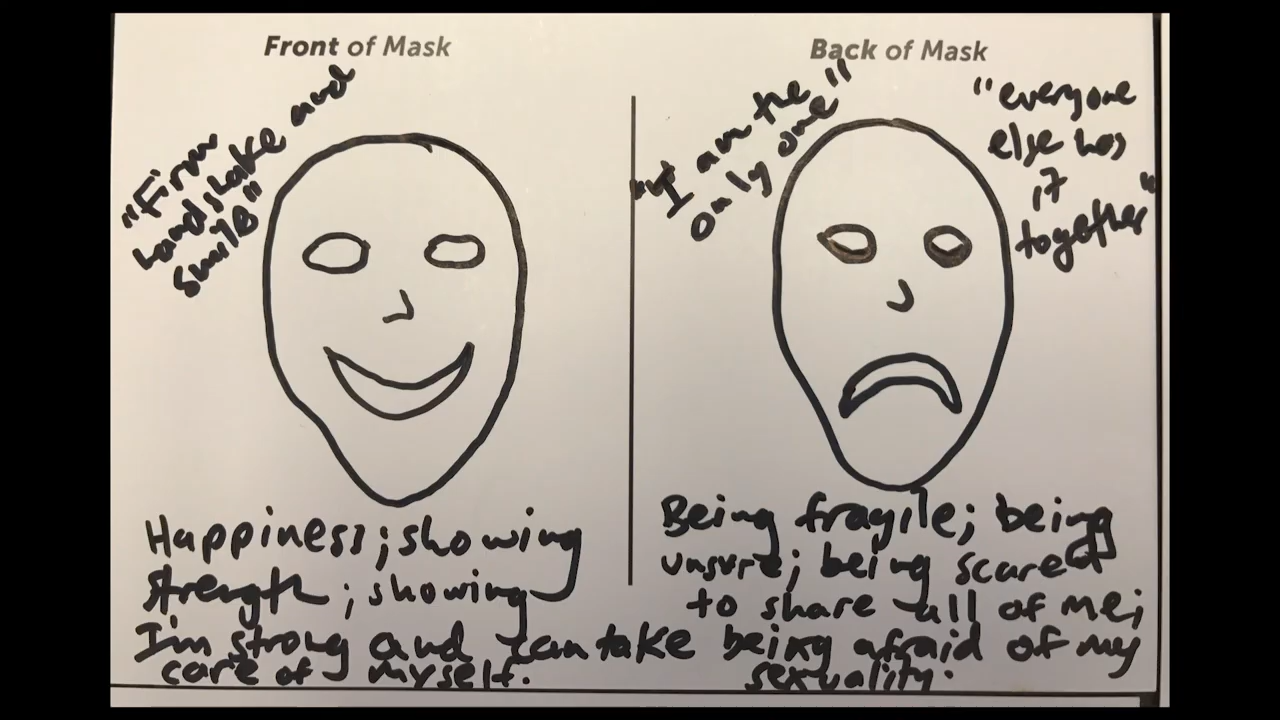 Front of Mask
"Firm
handshake and
smile"
Happiness; showing
strength; showing
I'm strong and can take
care of myself.
Back of Mask
"I am the
only one"
"everyone
else has
it
together"
Being fragile; being
unsure; being scared
to share all of me;
being afraid of my
sexuality.